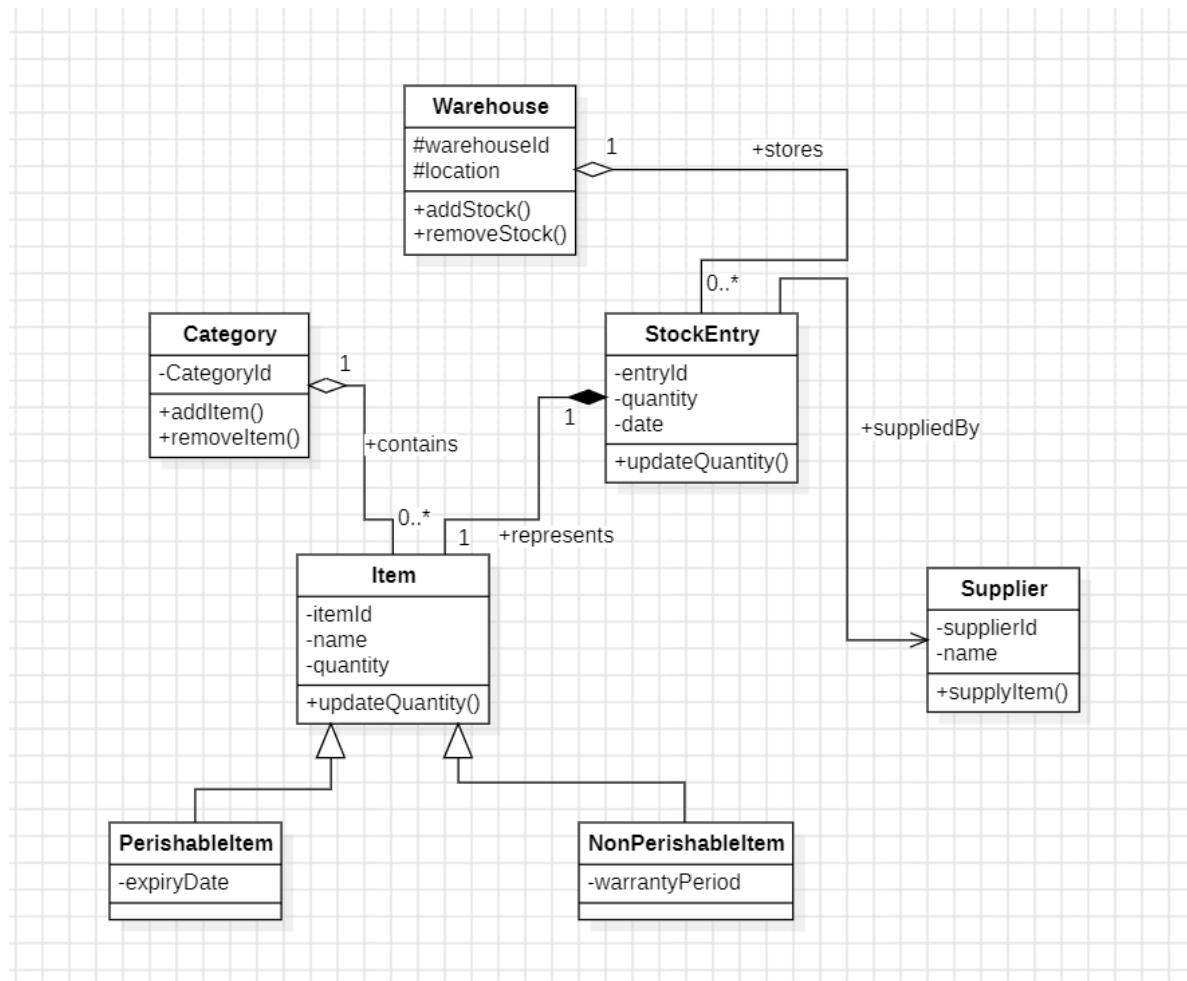 Warehouse
#warehouseId
#location
+addStock()
+removeStock()
1
+stores
0..*
Category
-CategoryId
+addItem()
+removeItem()
1
+contains
0..*
StockEntry
-entryId
-quantity
-date
+updateQuantity()
1
+represents
1
+suppliedBy
Item
-itemId
-name
-quantity
+updateQuantity()
Supplier
-supplierId
-name
+supplyItem()
PerishableItem
-expiryDate
NonPerishableItem
-warrantyPeriod